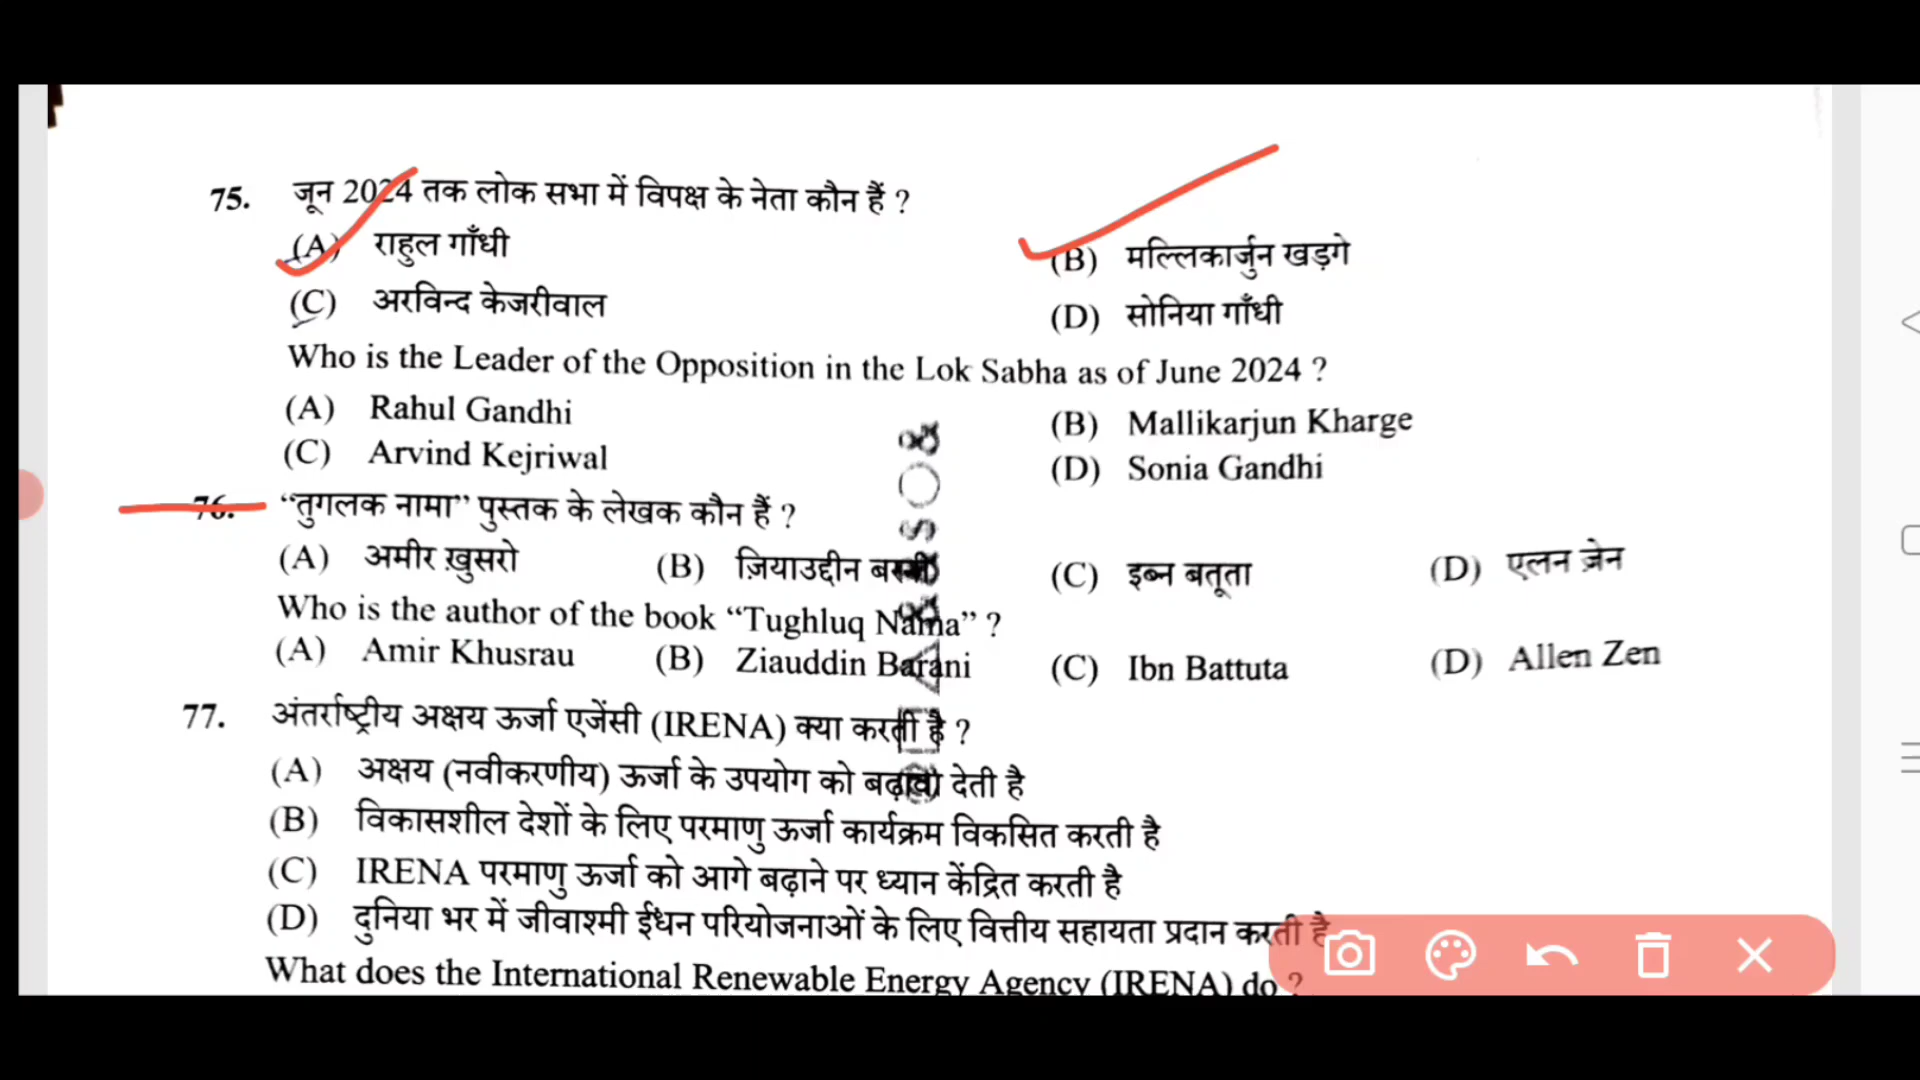 75. जून 2024 तक लोक सभा में विपक्ष के नेता कौन हैं ?
(A) राहुल गाँधी (B) मल्लिकार्जुन खड़गे
(C) अरविन्द केजरीवाल (D) सोनिया गाँधी
Who is the Leader of the Opposition in the Lok Sabha as of June 2024 ?
(A) Rahul Gandhi (B) Mallikarjun Kharge
(C) Arvind Kejriwal (D) Sonia Gandhi
76. “तुगलक नामा” पुस्तक के लेखक कौन हैं ?
(A) अमीर ख़ुसरो (B) ज़ियाउद्दीन बरनी (C) इब्न बतूता (D) एलन ज़ेन
Who is the author of the book “Tughluq Nama” ?
(A) Amir Khusrau (B) Ziauddin Barani (C) Ibn Battuta (D) Allen Zen
77. अंतर्राष्ट्रीय अक्षय ऊर्जा एजेंसी (IRENA) क्या करती है ?
(A) अक्षय (नवीकरणीय) ऊर्जा के उपयोग को बढ़ावा देती है
(B) विकासशील देशों के लिए परमाणु ऊर्जा कार्यक्रम विकसित करती है
(C) IRENA परमाणु ऊर्जा को आगे बढ़ाने पर ध्यान केंद्रित करती है
(D) दुनिया भर में जीवाश्मी ईंधन परियोजनाओं के लिए वित्तीय सहायता प्रदान करती है
What does the International Renewable Energy Agency (IRENA) do ?